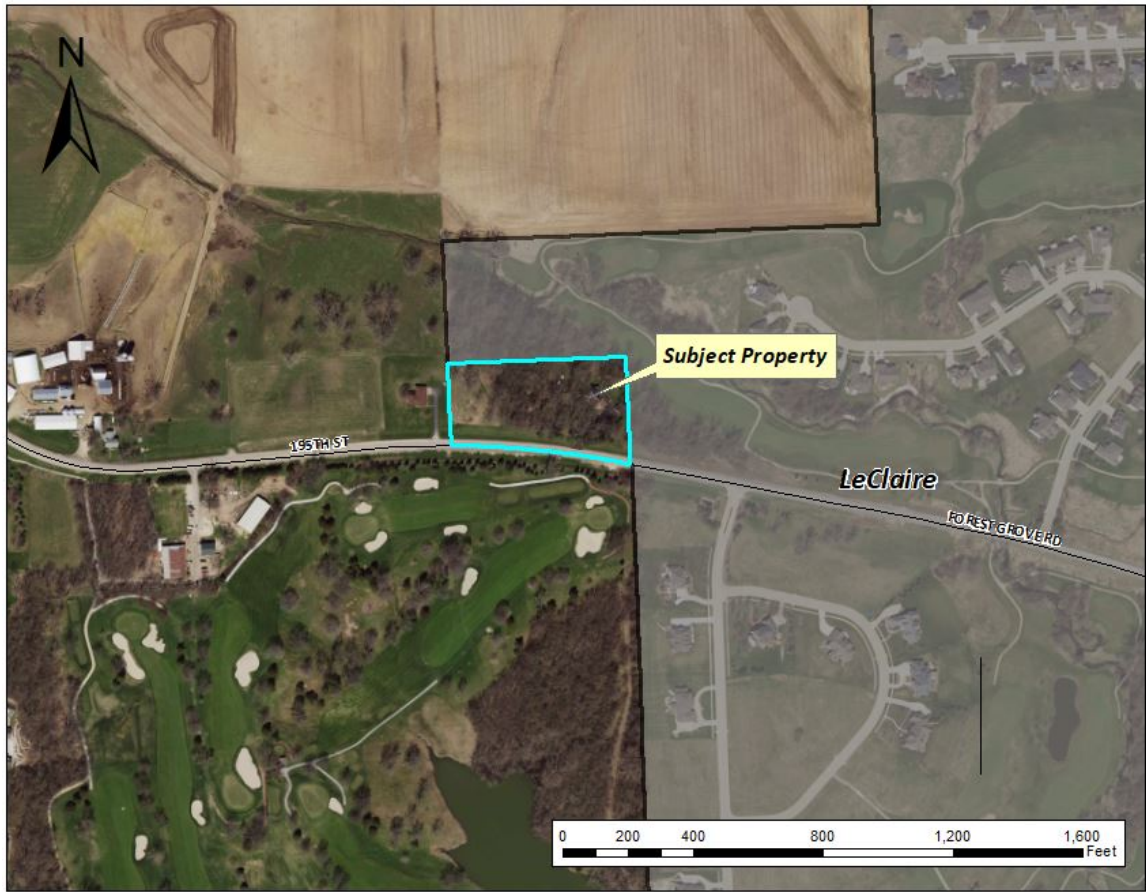 N
Subject Property
195TH ST
LeClaire
FOREST GROVE RD
0 200 400 800 1,200 1,600
Feet